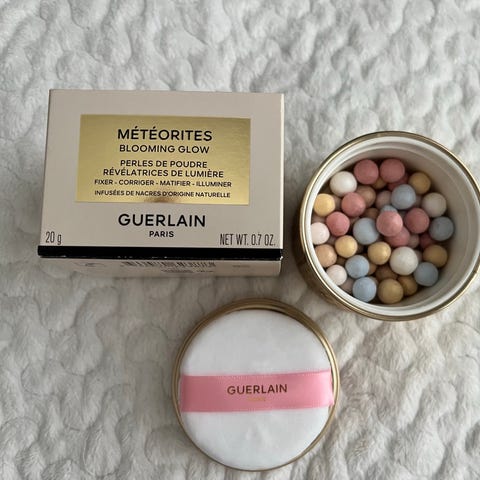 MÉTÉORITES
BLOOMING GLOW
PERLES DE POUDRE
RÉVÉLATRICES DE LUMIÈRE
FIXER - CORRIGER - MATIFIER - ILLUMINER
INFUSÉES DE NACRES D'ORIGINE NATURELLE
GUERLAIN
PARIS
20 g
NET WT. 0.7 OZ.
GUERLAIN